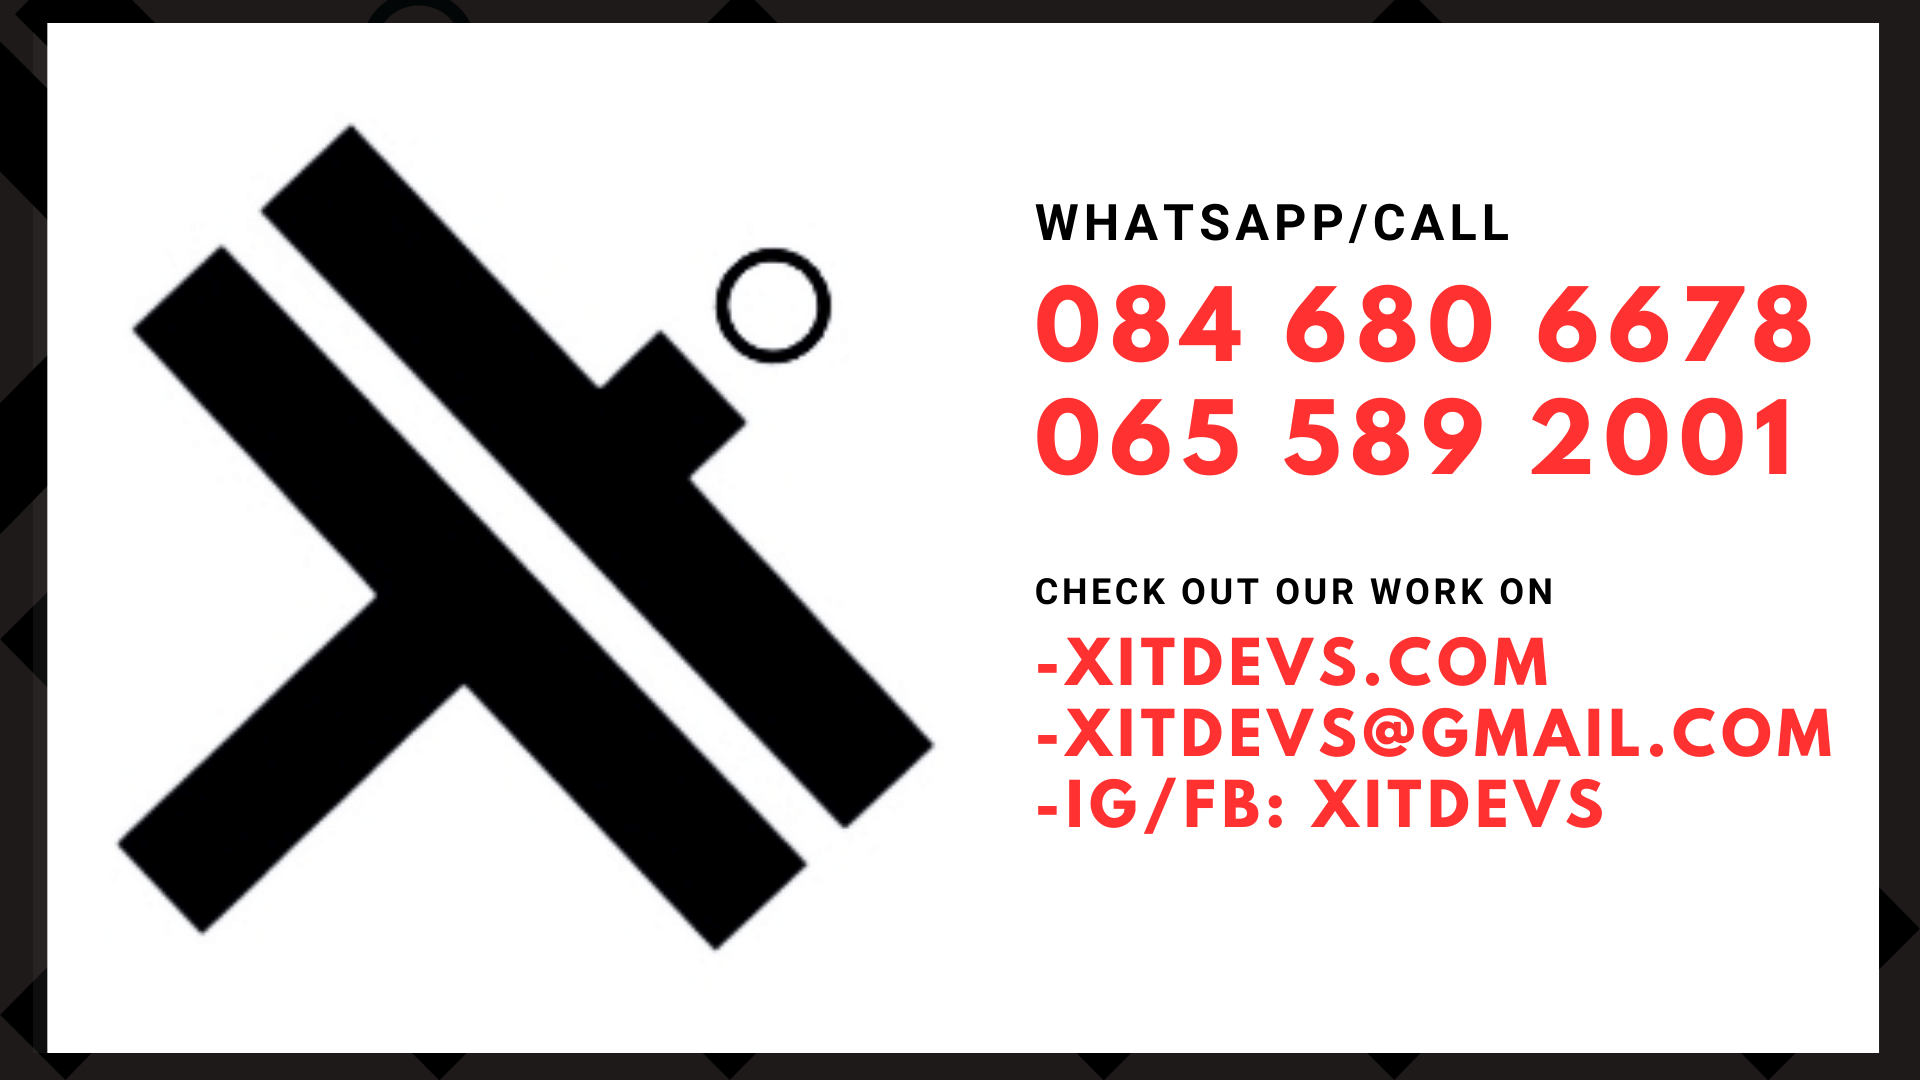 WHATSAPP/CALL
084 680 6678
065 589 2001
CHECK OUT OUR WORK ON
-XITDEVS.COM
-XITDEVS@GMAIL.COM
-IG/FB: XITDEVS